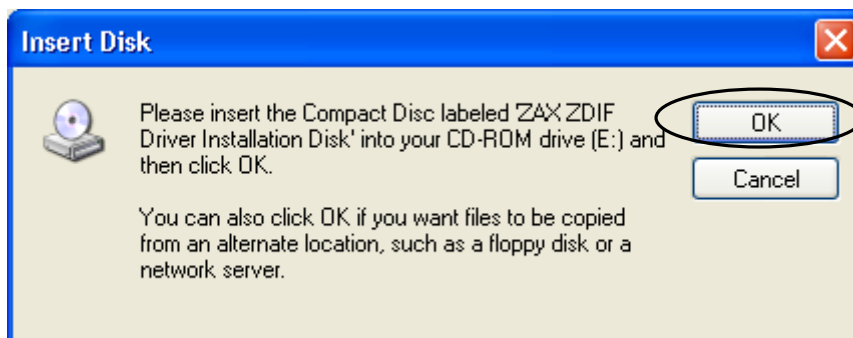 Insert Disk
Please insert the Compact Disc labeled 'ZAX ZDIF
Driver Installation Disk' into your CD-ROM drive (E:) and
then click OK.
You can also click OK if you want files to be copied
from an alternate location, such as a floppy disk or a
network server.
OK
Cancel